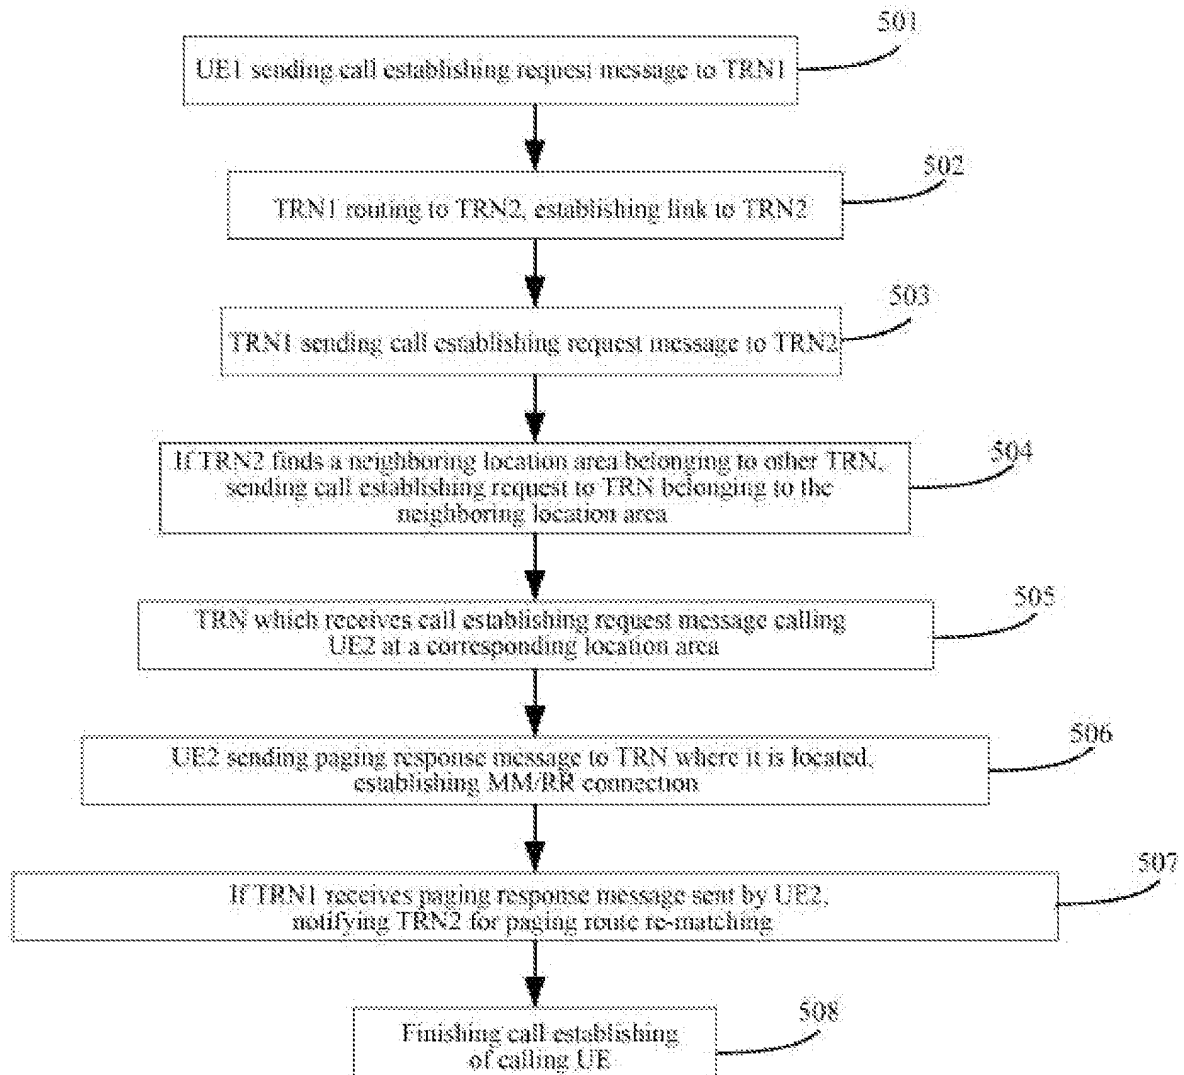 501
UE1 sending call establishing request message to TRN1
502
TRN1 routing to TRN2, establishing link to TRN2
503
TRN1 sending call establishing request message to TRN2
504
If TRN2 finds a neighboring location area belonging to other TRN,
sending call establishing request to TRN belonging to the
neighboring location area
505
TRN which receives call establishing request message calling
UE2 at a corresponding location area
506
UE2 sending paging response message to TRN where it is located,
establishing MM/RR connection
507
If TRN1 receives paging response message sent by UE2,
notifying TRN2 for paging route re-matching
508
Finishing call establishing
of calling UE